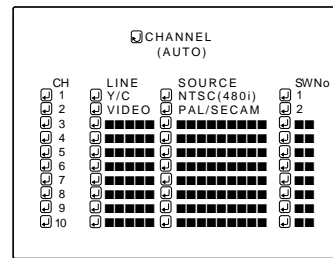 CHANNEL
(AUTO)
CH LINE SOURCE SWNo
1 Y/C NTSC(480i) 1
2 VIDEO PAL/SECAM 2
3 ■■■■■ ■■■■■■■■■ ■■
4 ■■■■■ ■■■■■■■■■ ■■
5 ■■■■■ ■■■■■■■■■ ■■
6 ■■■■■ ■■■■■■■■■ ■■
7 ■■■■■ ■■■■■■■■■ ■■
8 ■■■■■ ■■■■■■■■■ ■■
9 ■■■■■ ■■■■■■■■■ ■■
10 ■■■■■ ■■■■■■■■■ ■■